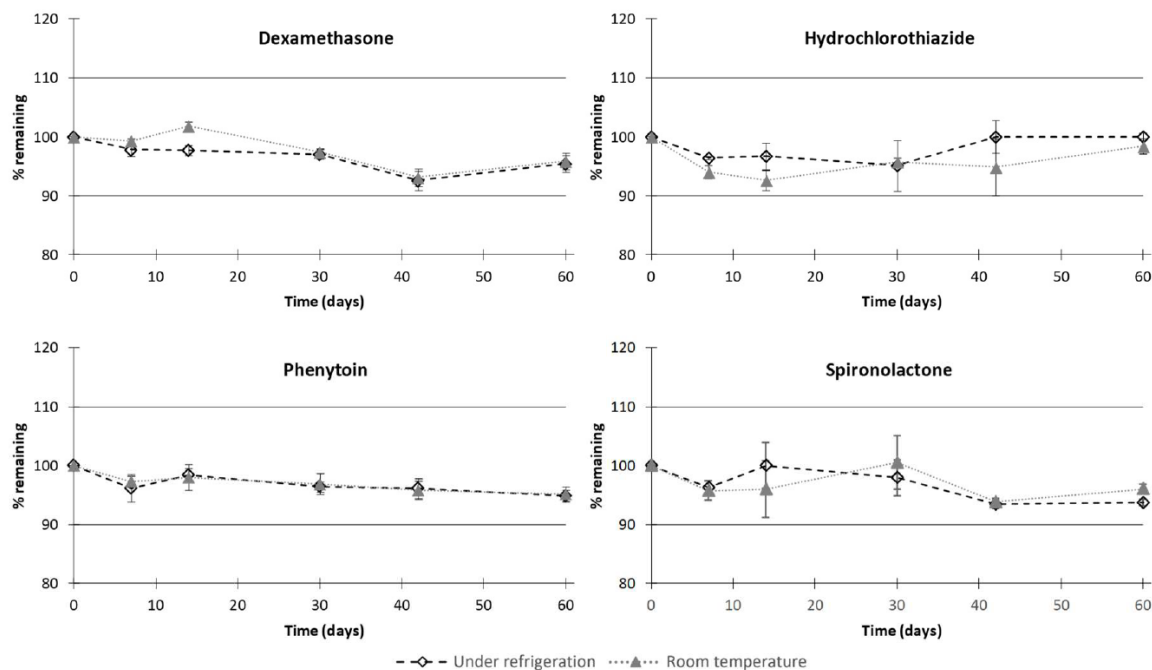 Dexamethasone
% remaining
120
110
100
90
80
0 10 20 30 40 50 60
Time (days)
Hydrochlorothiazide
% remaining
120
110
100
90
80
0 10 20 30 40 50 60
Time (days)
Phenytoin
% remaining
120
110
100
90
80
0 10 20 30 40 50 60
Time (days)
Spironolactone
% remaining
120
110
100
90
80
0 10 20 30 40 50 60
Time (days)
Under refrigeration Room temperature